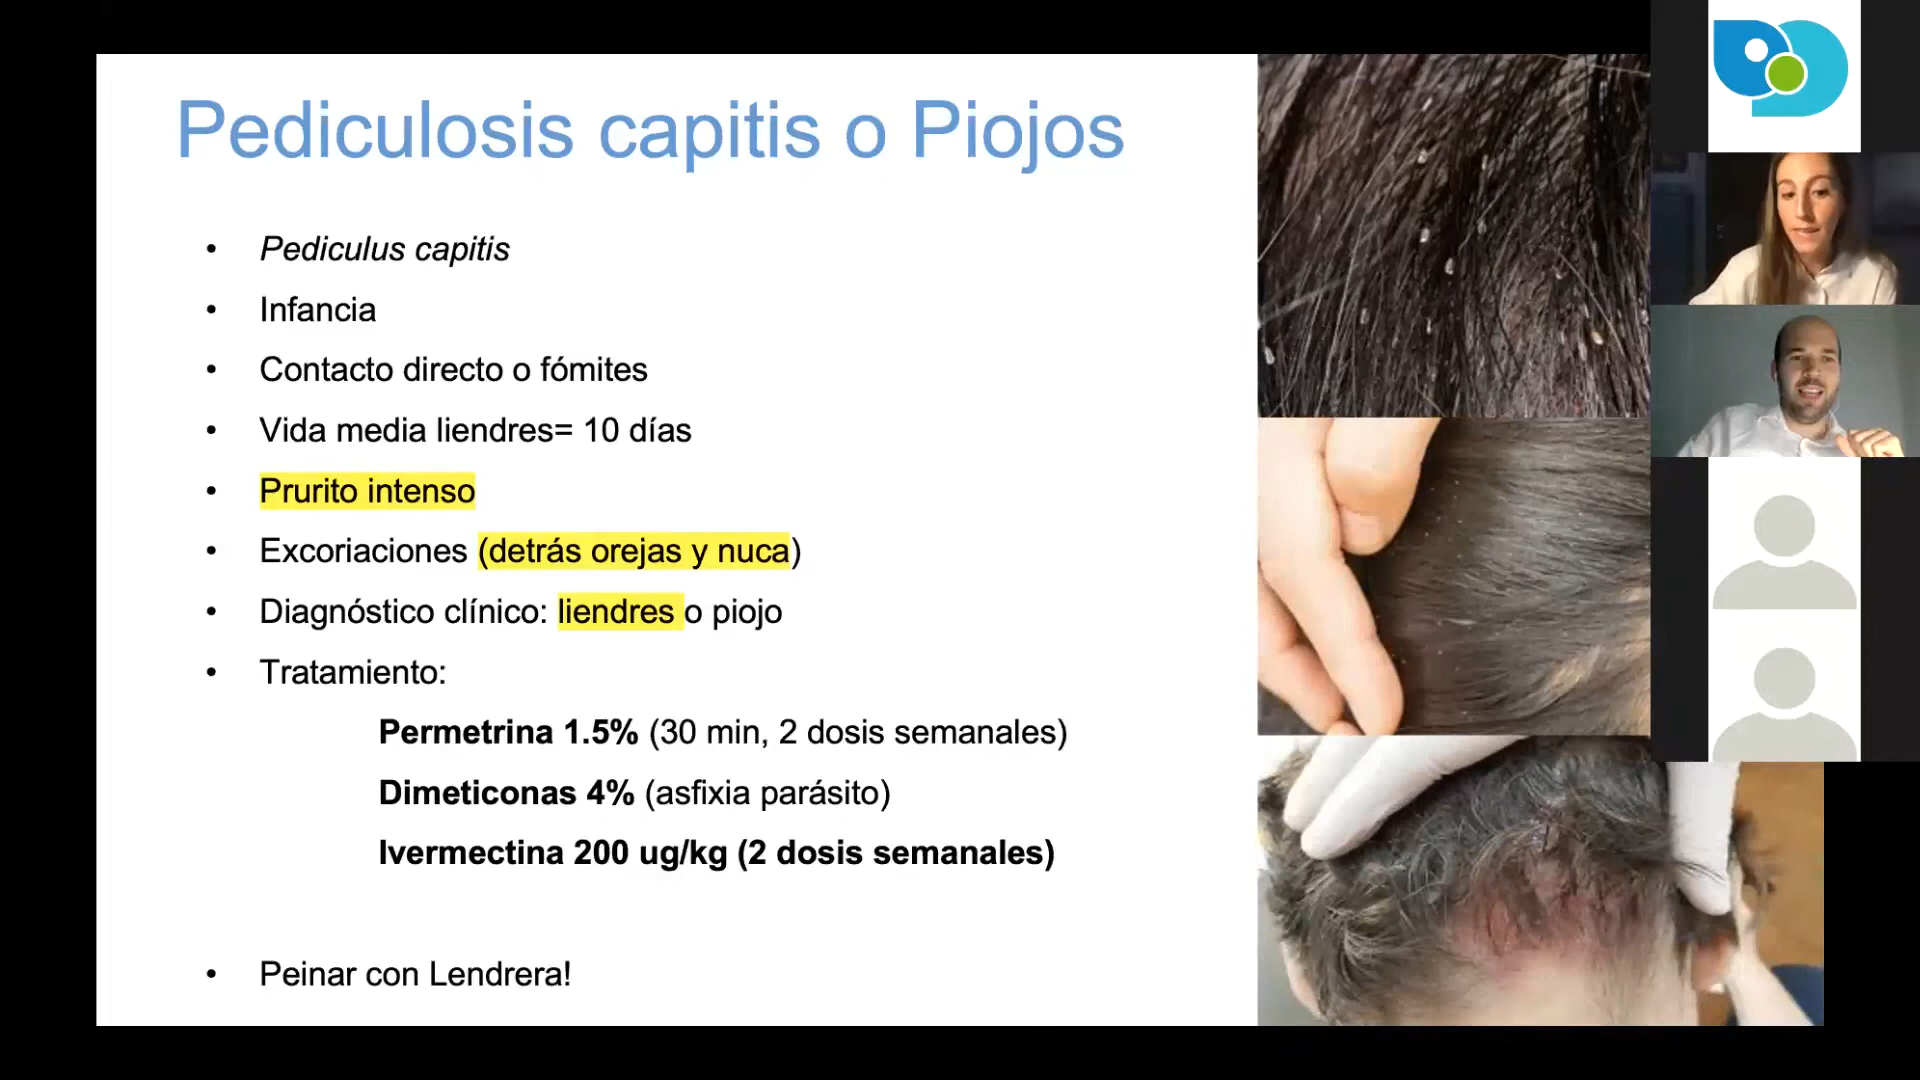 Pediculosis capitis o Piojos
• Pediculus capitis
• Infancia
• Contacto directo o fómites
• Vida media liendres= 10 días
• Prurito intenso
• Excoriaciones (detrás orejas y nuca)
• Diagnóstico clínico: liendres o piojo
• Tratamiento:
Permetrina 1.5% (30 min, 2 dosis semanales)
Dimeticonas 4% (asfixia parásito)
Ivermectina 200 ug/kg (2 dosis semanales)
• Peinar con Lendrera!